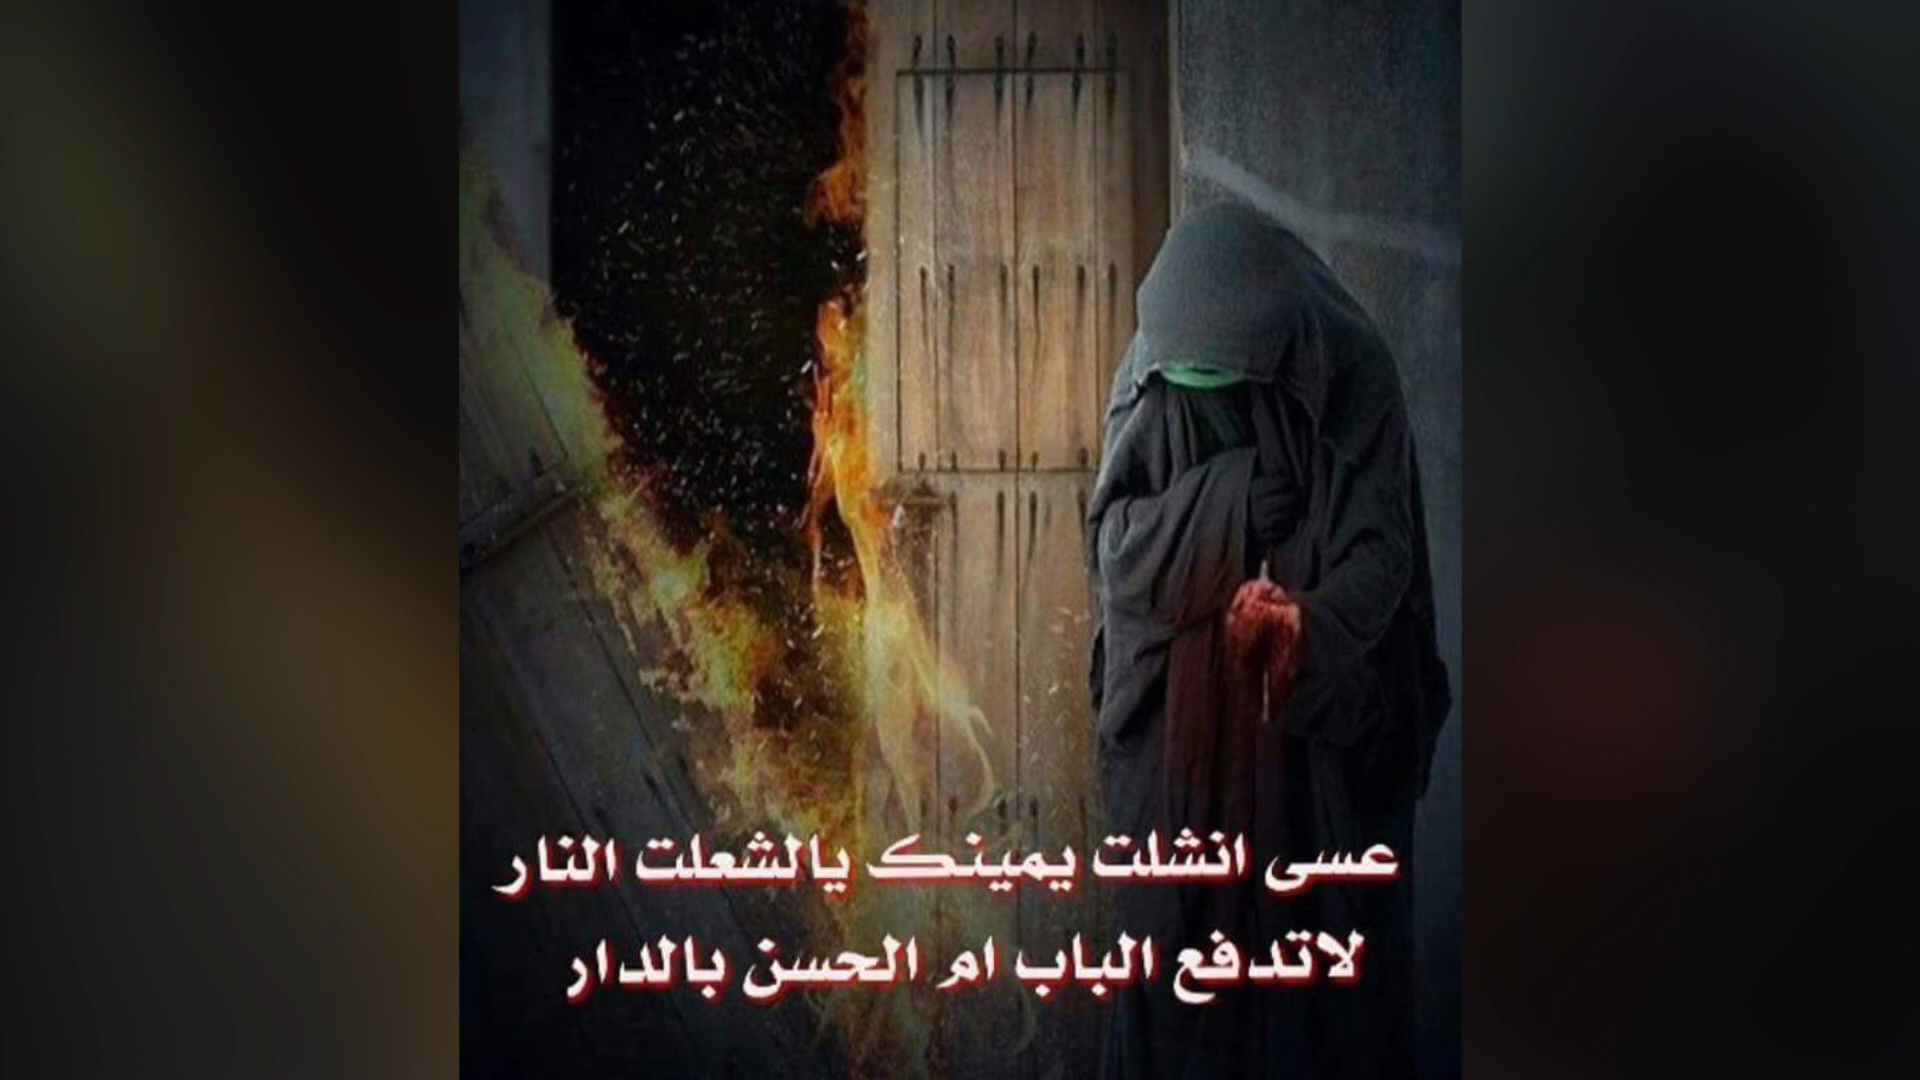 عسى انشلت يمينك يالشعلت النار
لاتدفع الباب ام الحسن بالدار